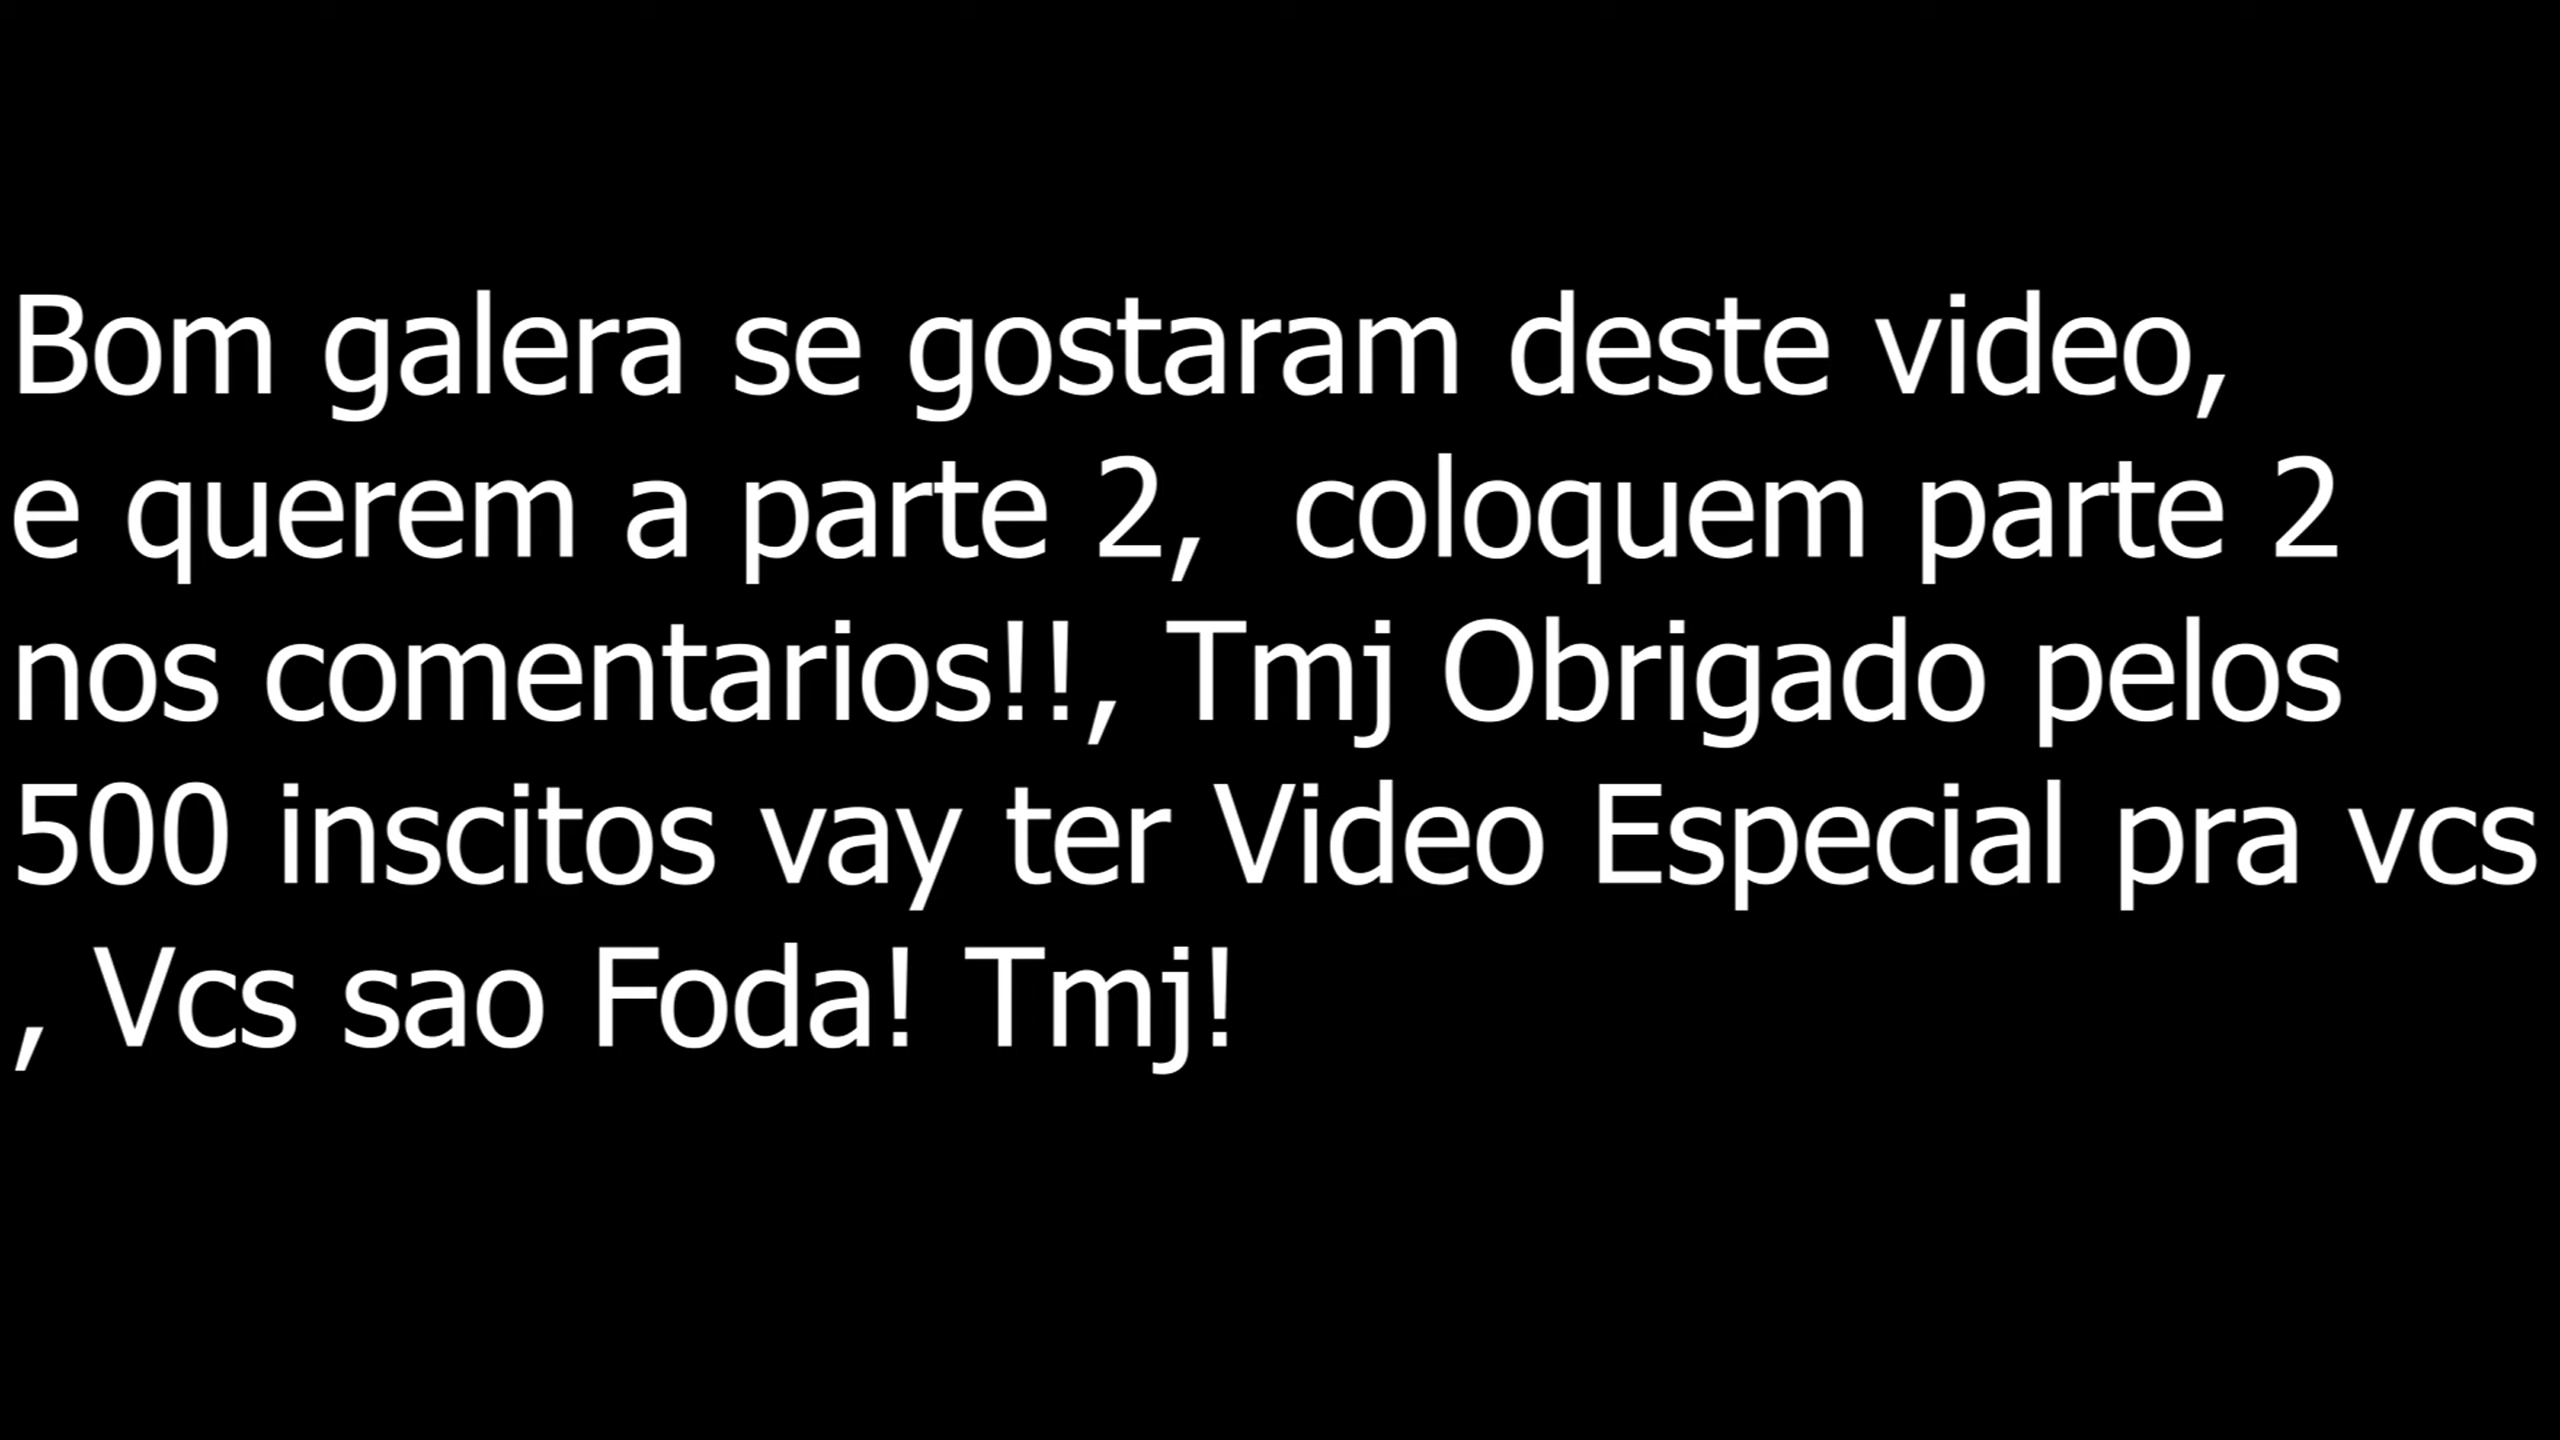 Bom galera se gostaram deste video,
e querem a parte 2,  coloquem parte 2
nos comentarios!!, Tmj Obrigado pelos
500 inscitos vay ter Video Especial pra vcs
, Vcs sao Foda! Tmj!